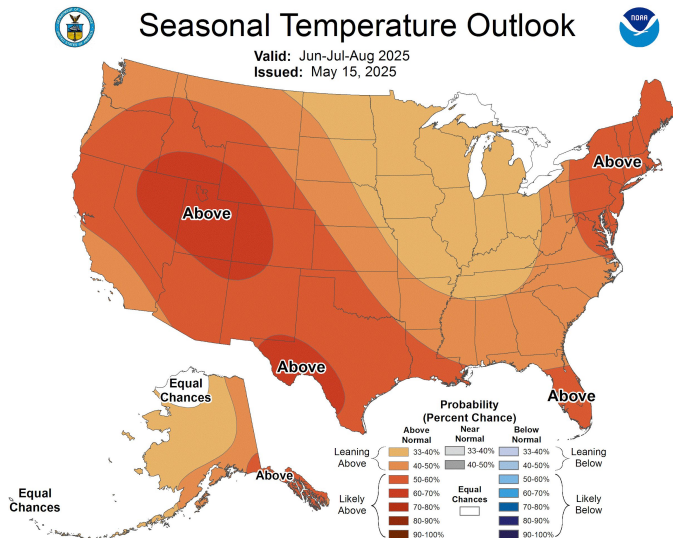 Seasonal Temperature Outlook
NOAA
Valid: Jun-Jul-Aug 2025
Issued: May 15, 2025
Above
Above
Above
Above
Equal
Chances
Above
Equal
Chances
Probability
(Percent Chance)
Above
Normal
Near
Normal
Below
Normal
Leaning
Above
33-40%
40-50%
33-40%
40-50%
33-40%
40-50%
Leaning
Below
Likely
Above
50-60%
60-70%
70-80%
80-90%
90-100%
Equal
Chances
50-60%
60-70%
70-80%
80-90%
90-100%
Likely
Below